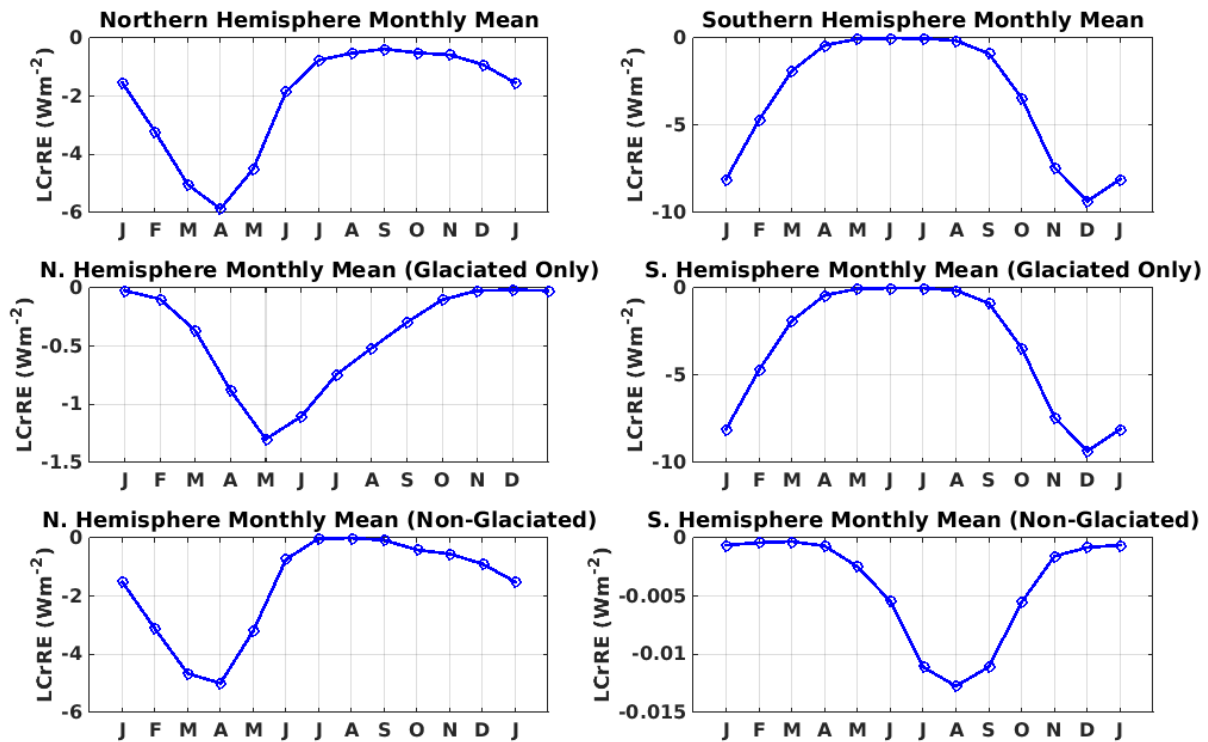 Northern Hemisphere Monthly Mean
LCrRE (Wm-2)
0
-2
-4
-6
J F M A M J J A S O N D J
Southern Hemisphere Monthly Mean
LCrRE (Wm-2)
0
-5
-10
J F M A M J J A S O N D J
N. Hemisphere Monthly Mean (Glaciated Only)
LCrRE (Wm-2)
0
-0.5
-1
-1.5
J F M A M J J A S O N D
S. Hemisphere Monthly Mean (Glaciated Only)
LCrRE (Wm-2)
0
-5
-10
J F M A M J J A S O N D J
N. Hemisphere Monthly Mean (Non-Glaciated)
LCrRE (Wm-2)
0
-2
-4
-6
J F M A M J J A S O N D J
S. Hemisphere Monthly Mean (Non-Glaciated)
LCrRE (Wm-2)
0
-0.005
-0.01
-0.015
J F M A M J J A S O N D J